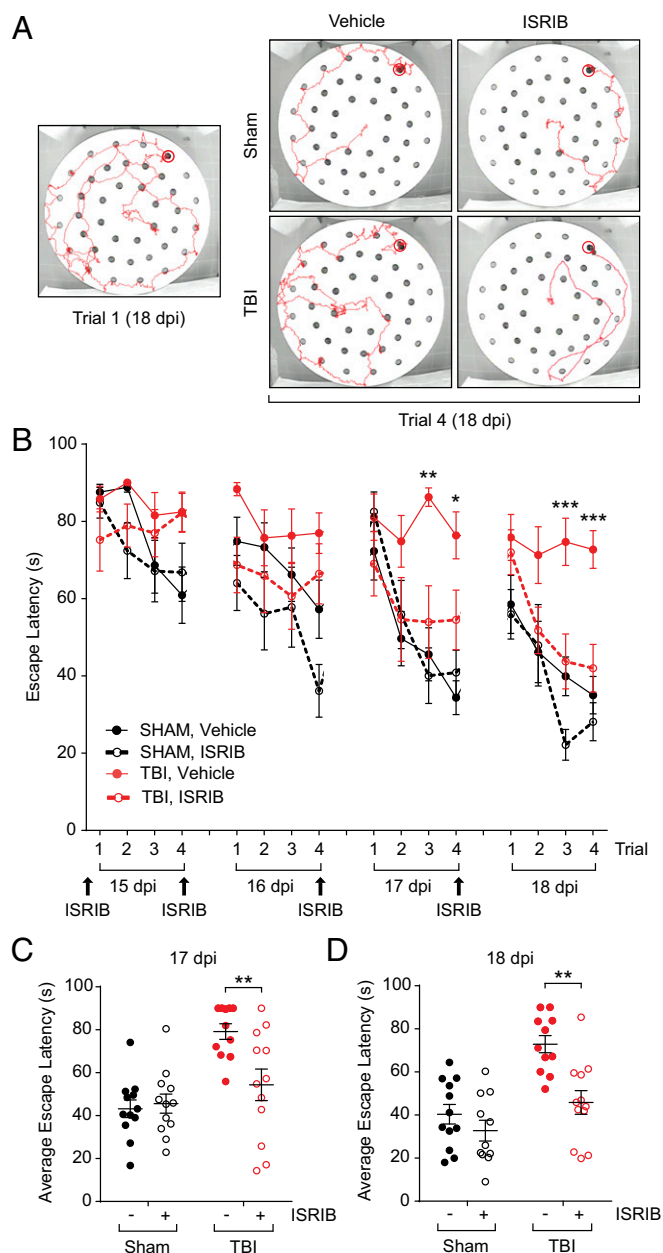 A
Vehicle
ISRIB
Sham
TBI
Trial 1 (18 dpi)
Trial 4 (18 dpi)
B
100
80
60
40
20
0
Escape Latency (s)
** * *** ***
SHAM, Vehicle
SHAM, ISRIB
TBI, Vehicle
TBI, ISRIB
1 2 3 4 1 2 3 4 1 2 3 4 1 2 3 4 Trial
15 dpi 16 dpi 17 dpi 18 dpi
ISRIB ISRIB ISRIB ISRIB
C
17 dpi
100
80
60
40
20
0
Average Escape Latency (s)
**
- + - +
Sham TBI
D
18 dpi
100
80
60
40
20
0
Average Escape Latency (s)
**
- + - + ISRIB
Sham TBI